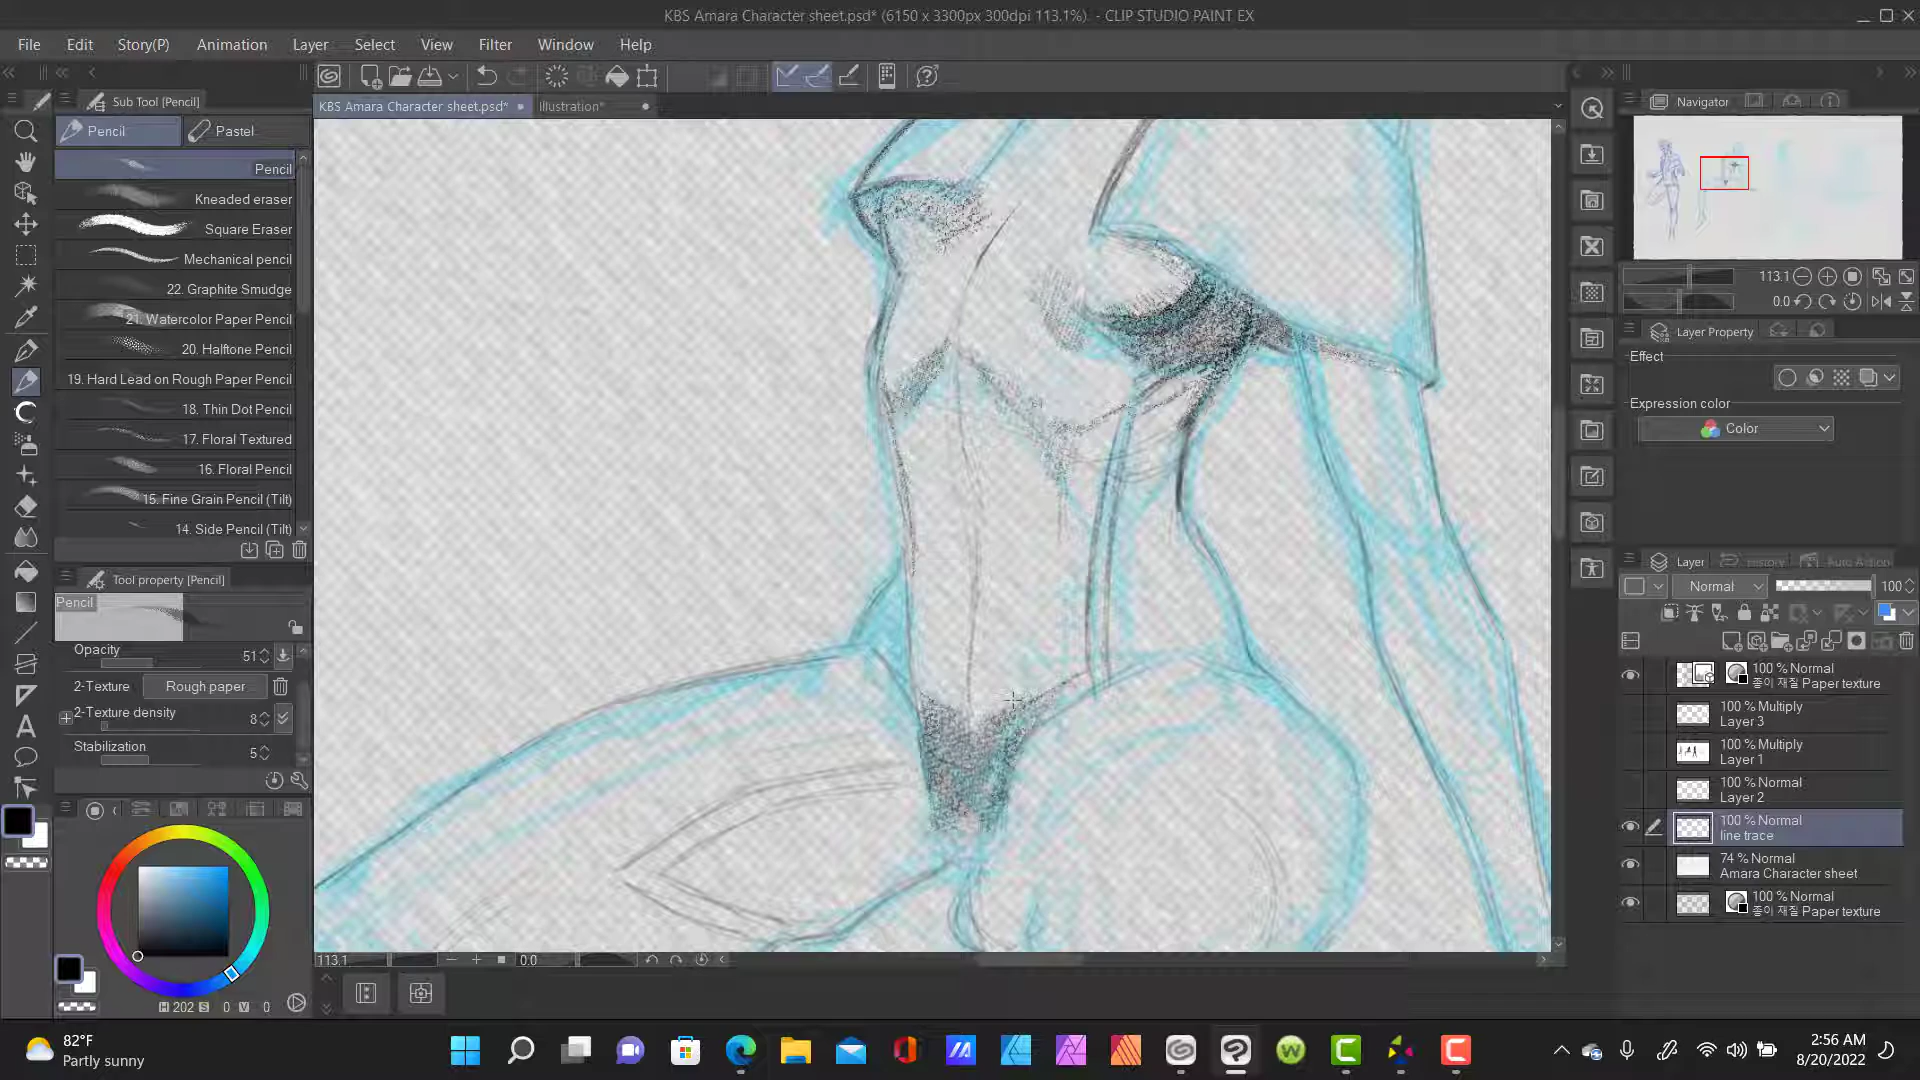 KBS Amara Character sheet.psd* (6150 x 3300px 300dpi 113.1%) - CLIP STUDIO PAINT EX
File Edit Story(P) Animation Layer Select View Filter Window Help
Sub Tool [Pencil]
KBS Amara Character sheet.psd*
Illustration*
Navigator
Pencil
Pastel
Pencil
Kneaded eraser
Square Eraser
Mechanical pencil
22. Graphite Smudge
21. Watercolor Paper Pencil
20. Halftone Pencil
19. Hard Lead on Rough Paper Pencil
18. Thin Dot Pencil
17. Floral Textured
16. Floral Pencil
15. Fine Grain Pencil (Tilt)
14. Side Pencil (Tilt)
Tool property [Pencil]
Pencil
Opacity 51
2-Texture Rough paper
2-Texture density 8
Stabilization 5
H 202 S 0 V 0
113.1
0.0
113.1
0.0
Layer Property
Effect
Expression color
Color
Layer
History
Auto Action
Normal 100
100 % Normal
종이 재질 Paper texture
100 % Multiply
Layer 3
100 % Multiply
Layer 1
100 % Normal
Layer 2
100 % Normal
line trace
74 % Normal
Amara Character sheet
100 % Normal
종이 재질 Paper texture
82°F
Partly sunny
2:56 AM
8/20/2022